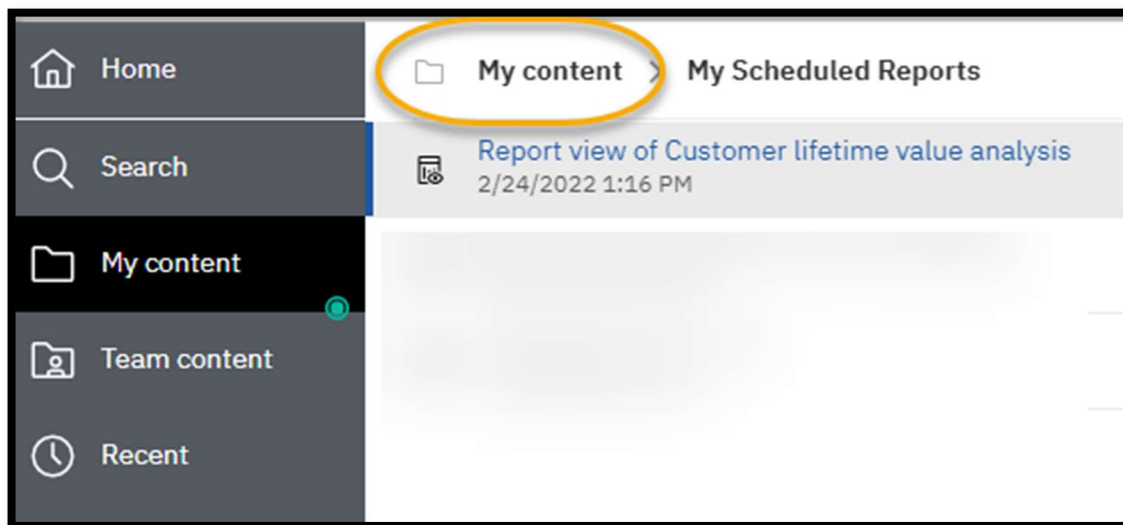 Home
Search
My content
Team content
Recent
My content > My Scheduled Reports
Report view of Customer lifetime value analysis
2/24/2022 1:16 PM